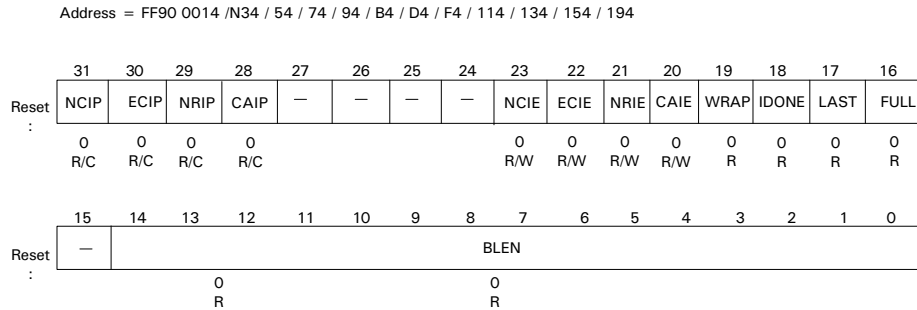 Address = FF90 0014 /N34 / 54 / 74 / 94 / B4 / D4 / F4 / 114 / 134 / 154 / 194
31 30 29 28 27 26 25 24 23 22 21 20 19 18 17 16
Reset : NCIP ECIP NRIP CAIP — — — — NCIE ECIE NRIE CAIE WRAP IDONE LAST FULL
0 0 0 0 0 0 0 0 0 0 0 0
R/C R/C R/C R/C R/W R/W R/W R/W R R R R
15 14 13 12 11 10 9 8 7 6 5 4 3 2 1 0
Reset : — BLEN
0 0
R R